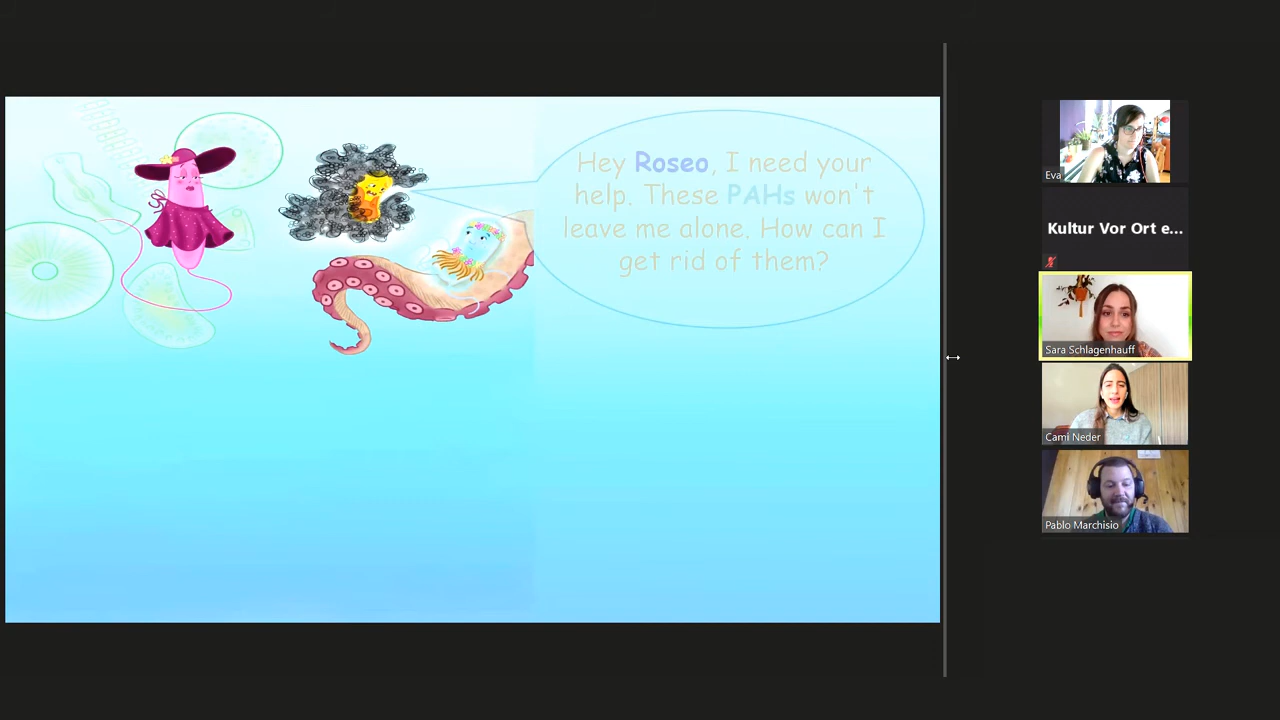 Hey Roseo, I need your
help. These PAHs won't
leave me alone. How can I
get rid of them?
Eva
Kultur Vor Ort e...
Sara Schlagenhauff
Cami Neder
Pablo Marchisio